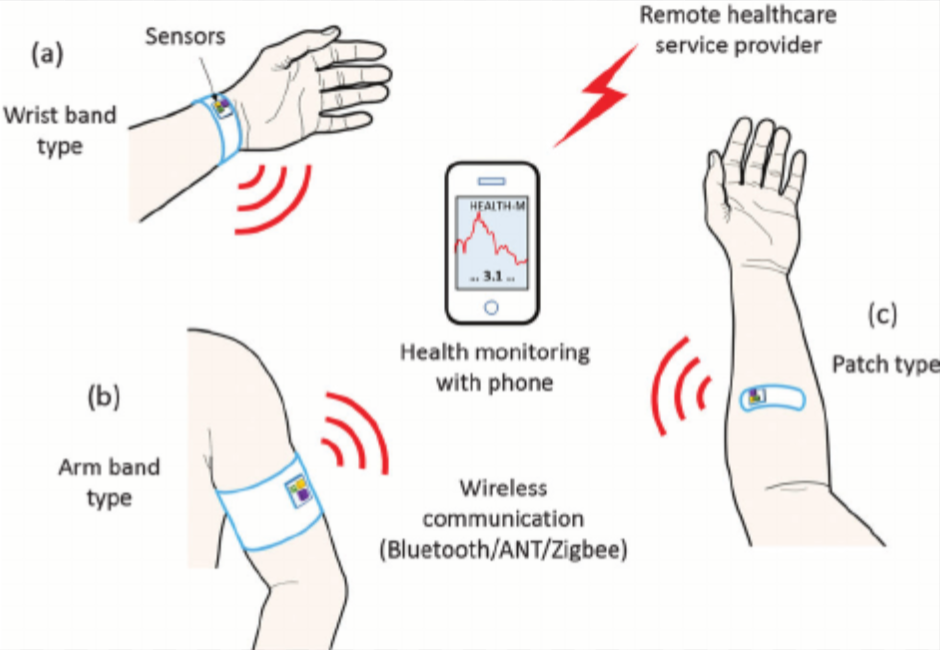 (a)
Sensors
Wrist band
type
Remote healthcare
service provider
HEALTH-M
.. 3.1 ..
Health monitoring
with phone
(b)
Arm band
type
Wireless
communication
(Bluetooth/ANT/Zigbee)
(c)
Patch type